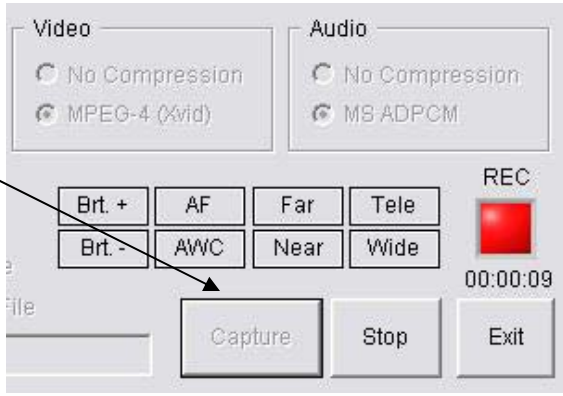 Video
No Compression
MPEG-4 (Xvid)
Audio
No Compression
MS ADPCM
REC
Brt. +
AF
Far
Tele
Brt. -
AWC
Near
Wide
00:00:09
e
File
Capture
Stop
Exit